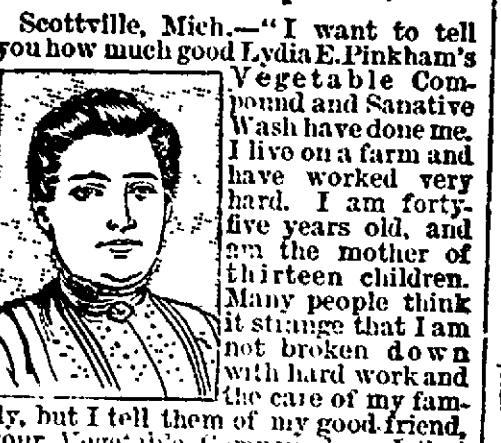 Scottville, Mich.—"I want to tell
you how much good Lydia E. Pinkham's
Vegetable Com-
pound and Sanative
Wash have done me.
I live on a farm and
have worked very
hard. I am forty-
five years old, and
am the mother of
thirteen children.
Many people think
it strange that I am
not broken down
with hard work and
the care of my fam-
ly, but I tell them of my good friend,
your Vegetable